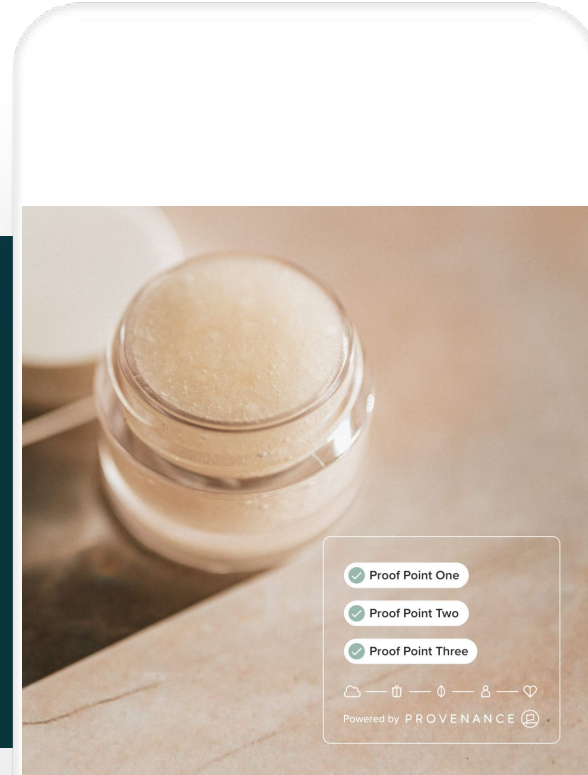 Proof Point One
Proof Point Two
Proof Point Three
Powered by PROVENANCE